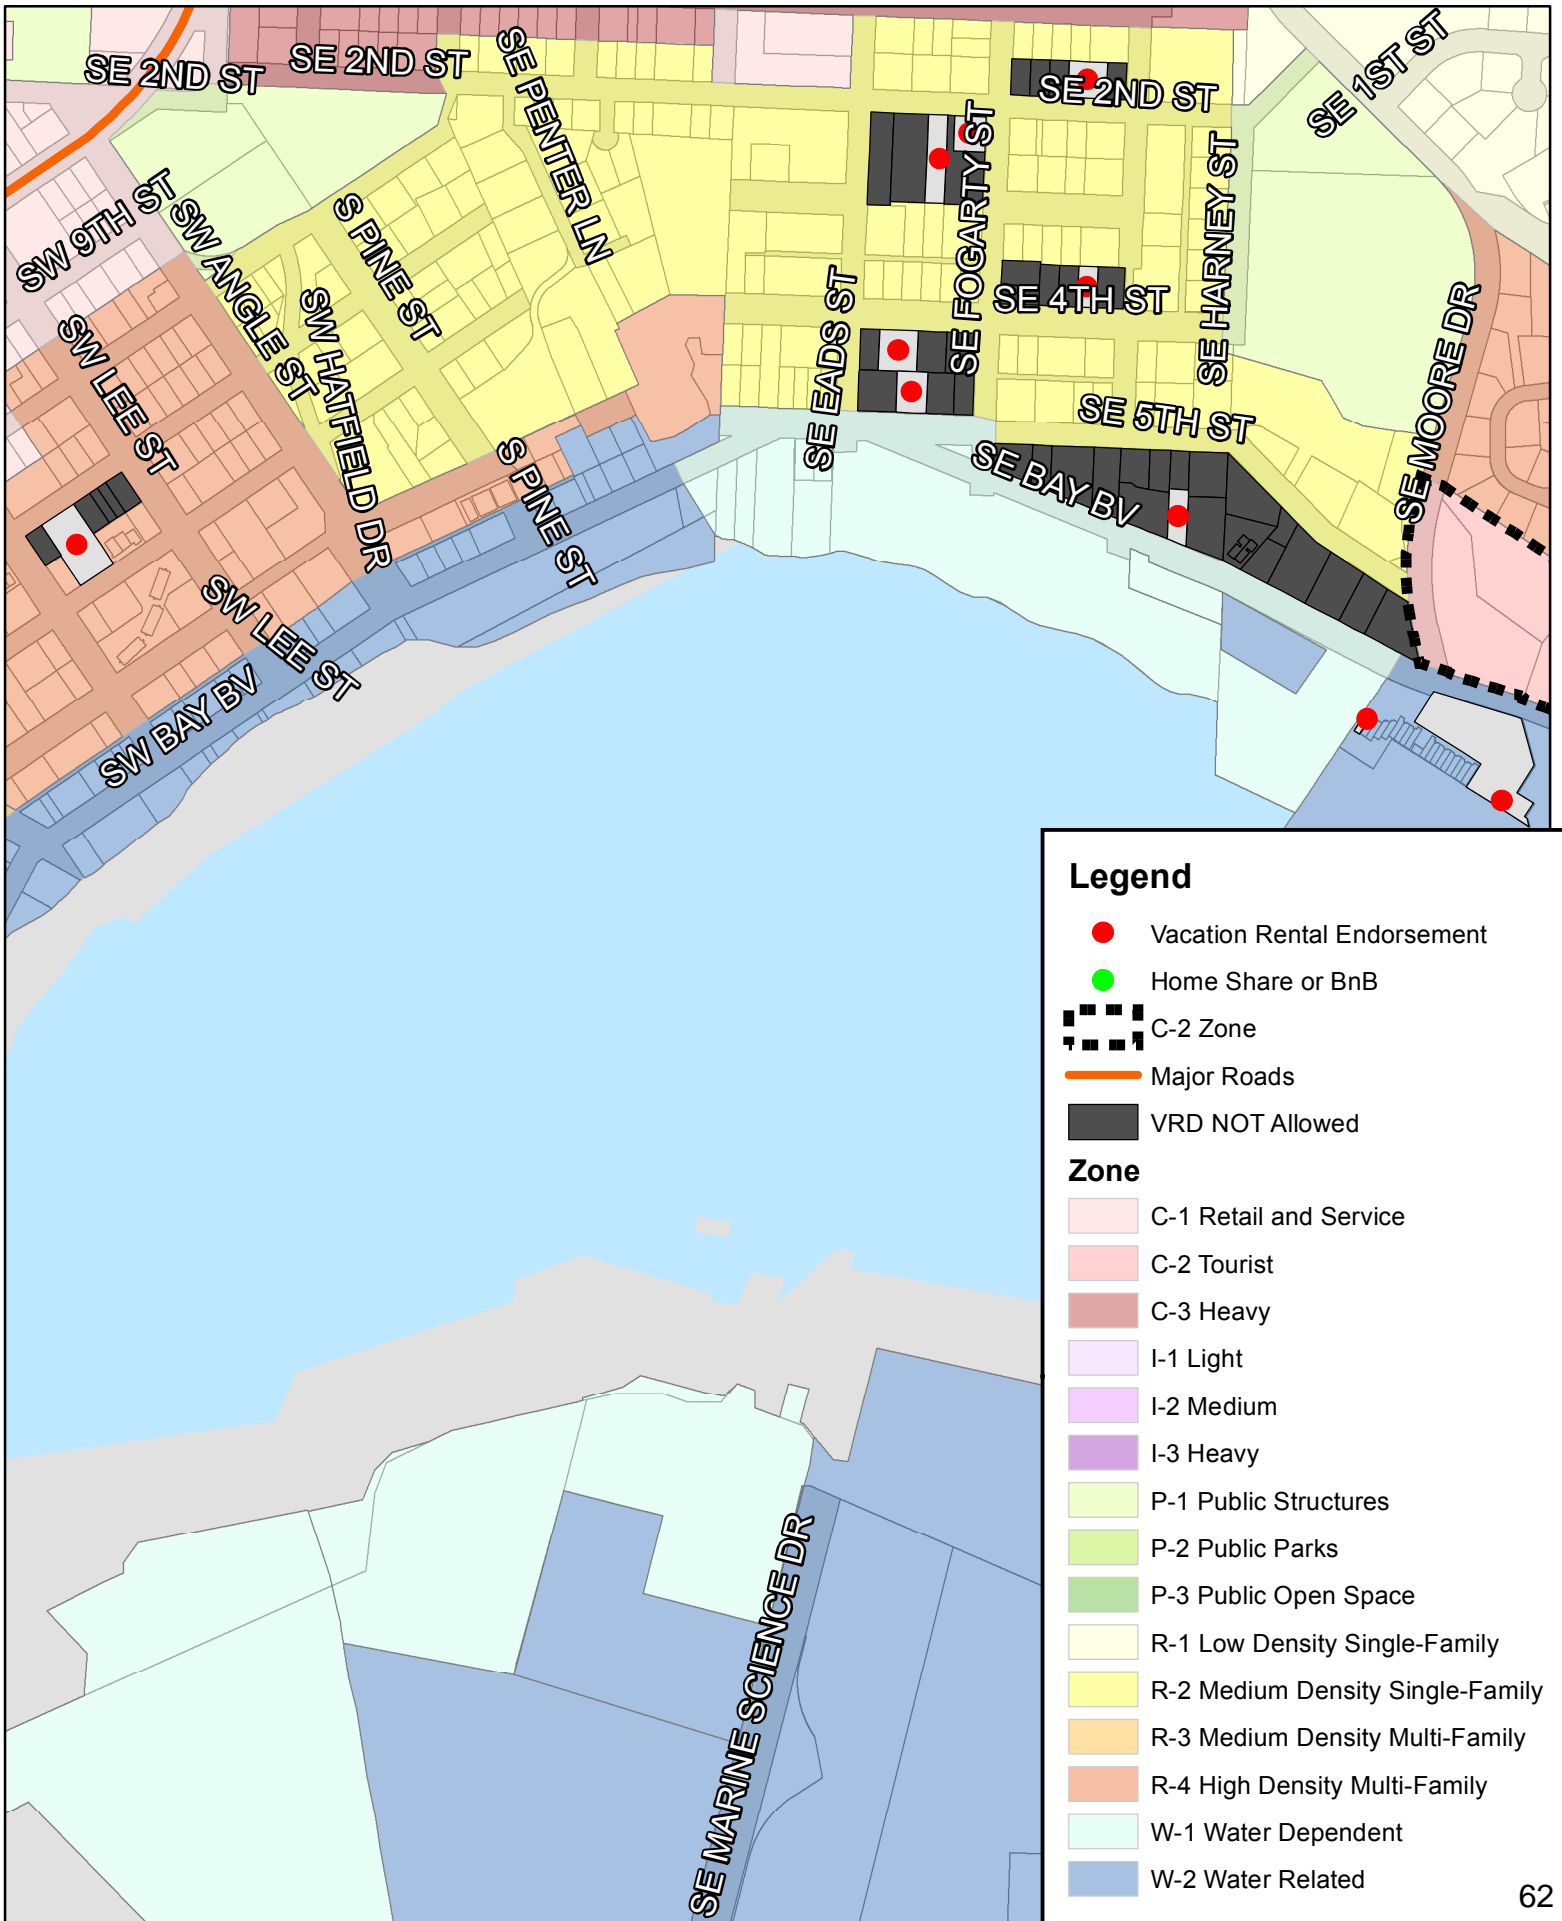 SE 2ND ST
SE 2ND ST
SE PENTER LN
SE 2ND ST
SE 1ST ST
SW 9TH ST
SW ANGLE ST
S PINE ST
SE FOGARTY ST
SE HARNEY ST
SW LEE ST
SW HATFIELD DR
SE EADS ST
SE 4TH ST
SE MOORE DR
S PINE ST
SE 5TH ST
SE BAY BV
SW LEE ST
SW BAY BV
SE MARINE SCIENCE DR
Legend
Vacation Rental Endorsement
Home Share or BnB
C-2 Zone
Major Roads
VRD NOT Allowed
Zone
C-1 Retail and Service
C-2 Tourist
C-3 Heavy
I-1 Light
I-2 Medium
I-3 Heavy
P-1 Public Structures
P-2 Public Parks
P-3 Public Open Space
R-1 Low Density Single-Family
R-2 Medium Density Single-Family
R-3 Medium Density Multi-Family
R-4 High Density Multi-Family
W-1 Water Dependent
W-2 Water Related
62